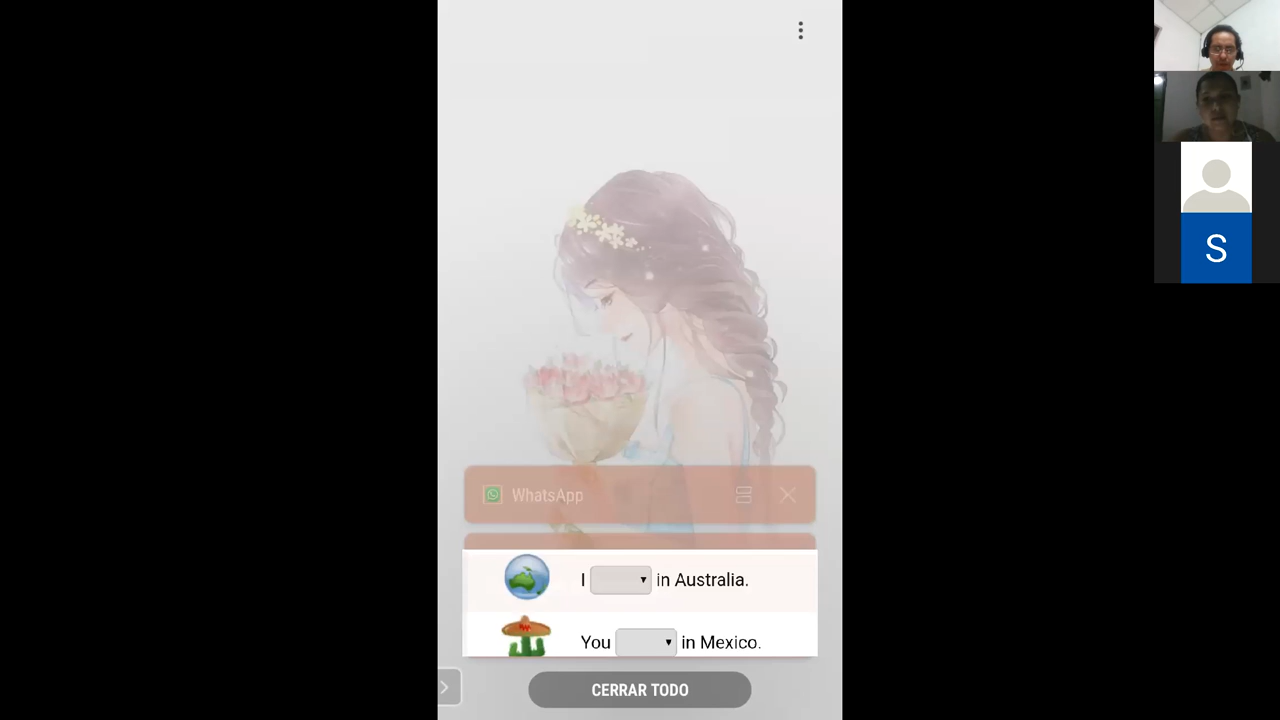 WhatsApp
I in Australia.
You in Mexico.
CERRAR TODO
S